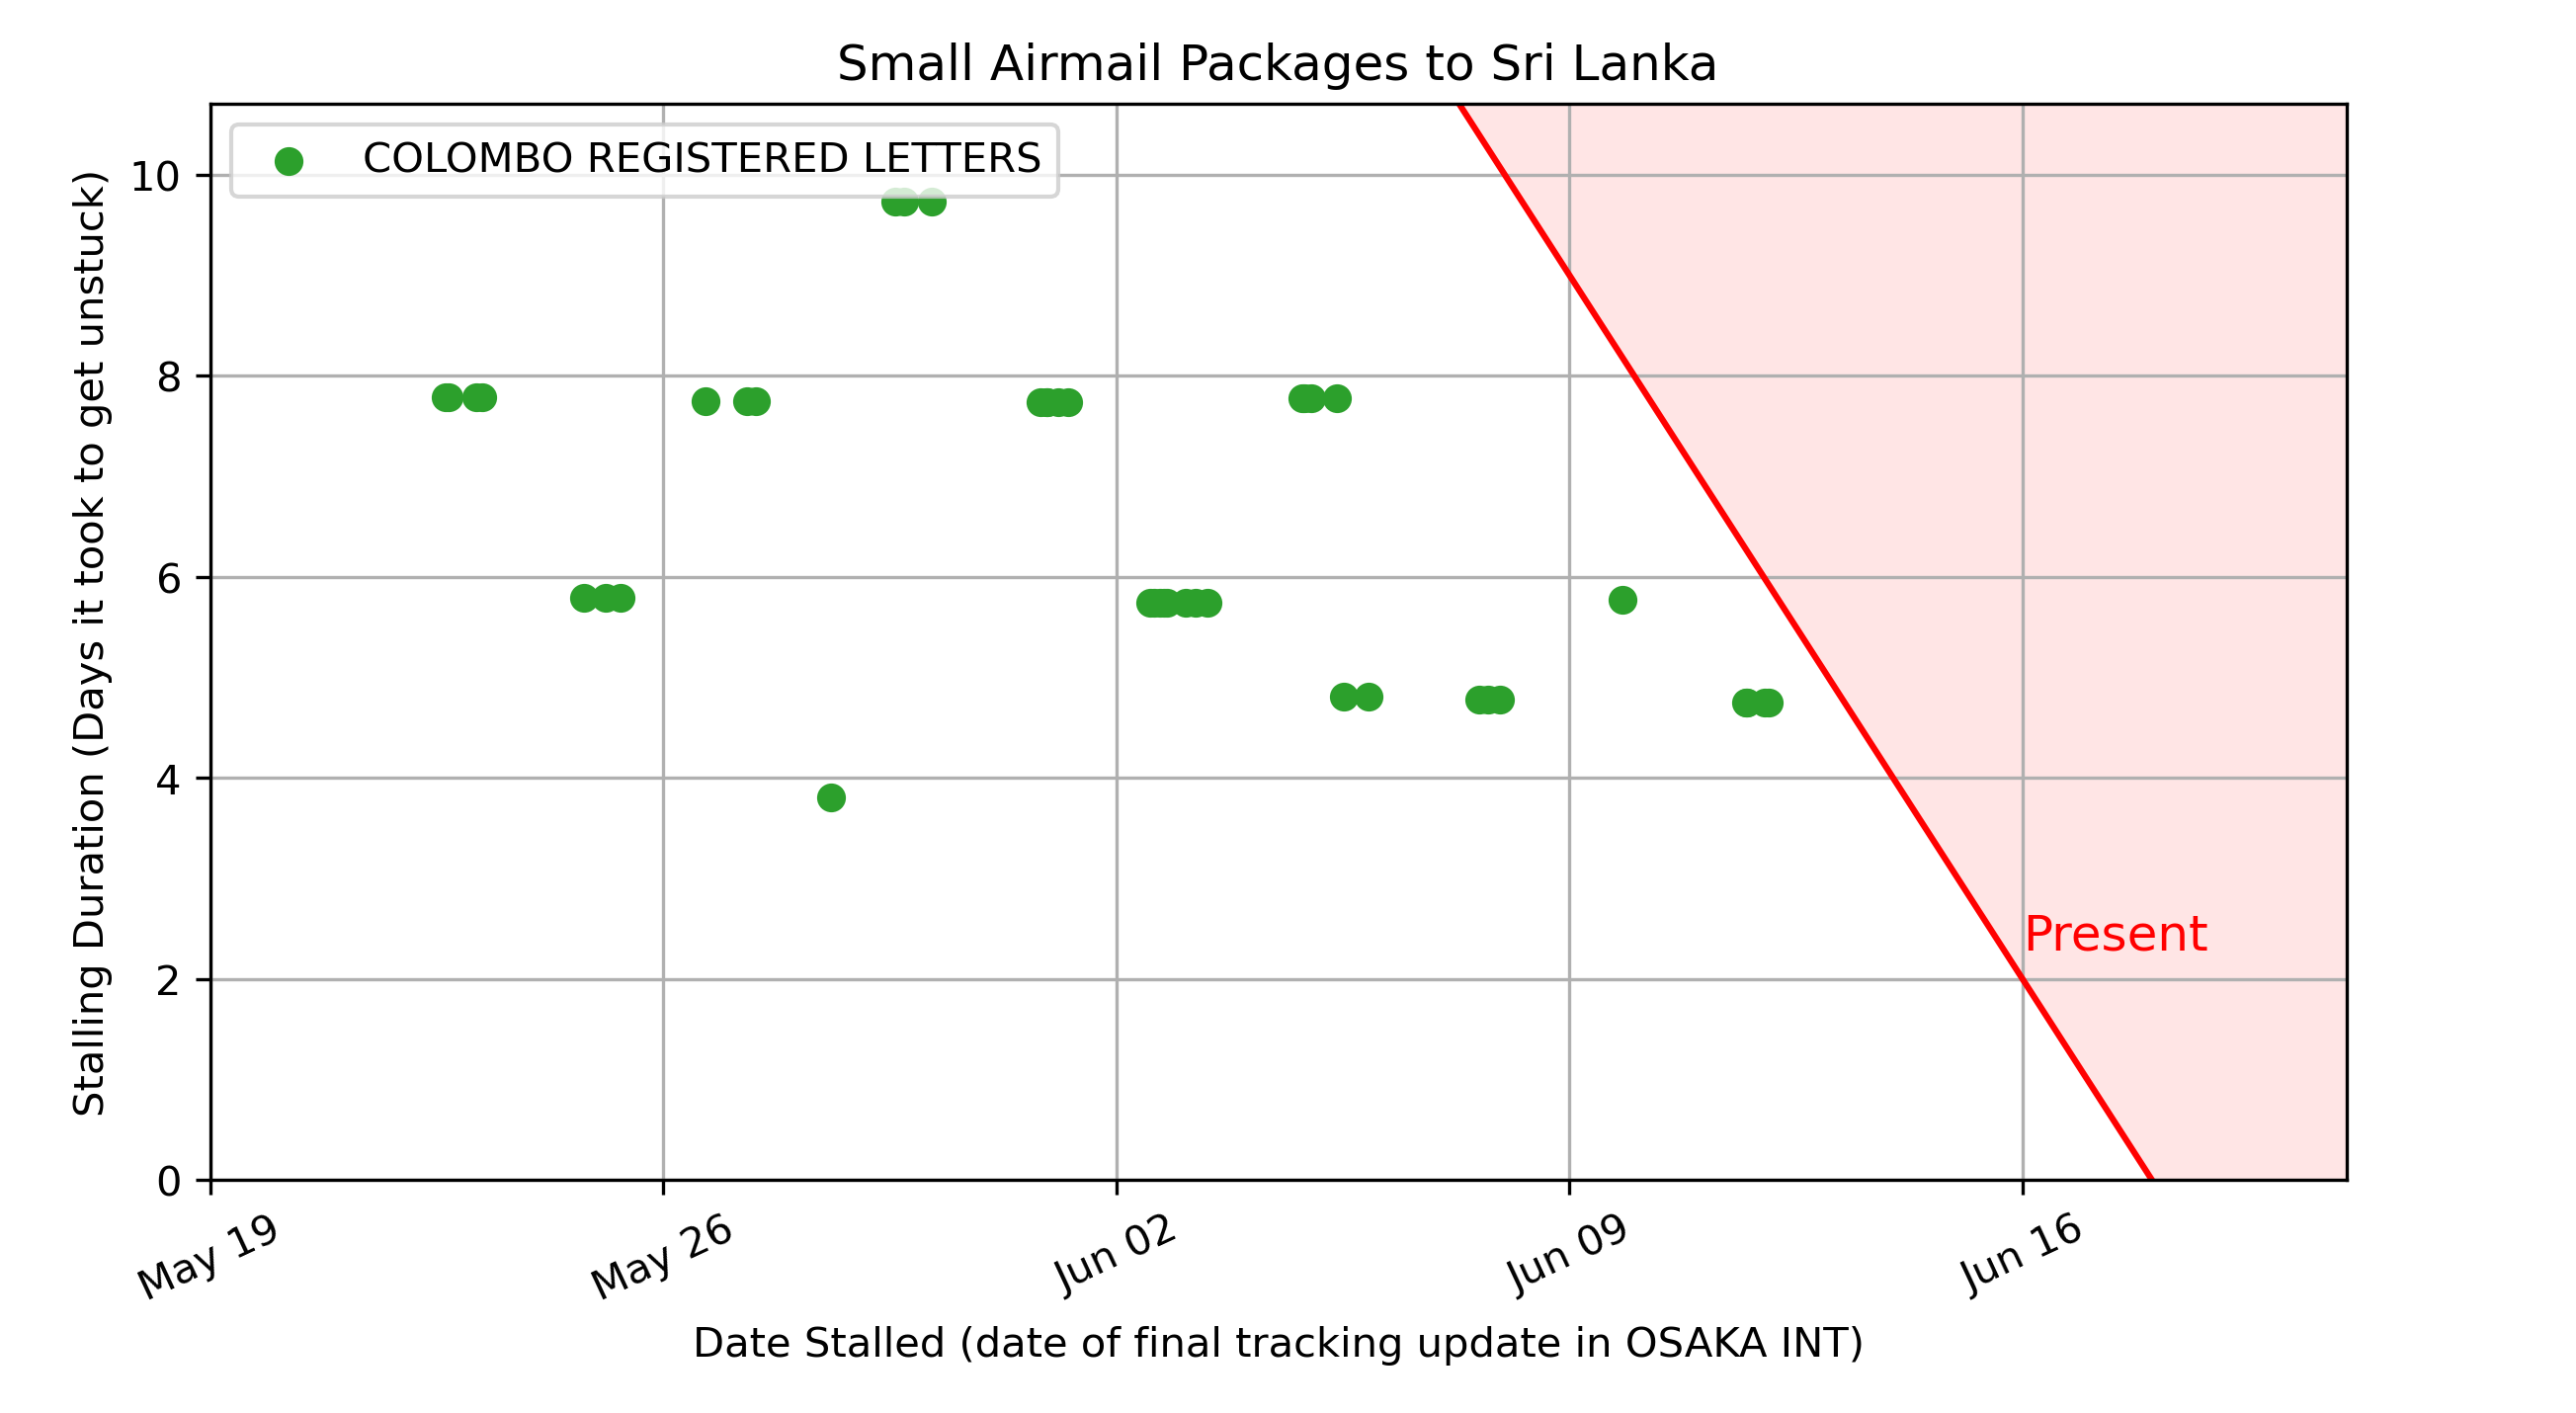 Small Airmail Packages to Sri Lanka
COLOMBO REGISTERED LETTERS
Stalling Duration (Days it took to get unstuck)
10
8
6
4
2
0
Present
May 19
May 26
Jun 02
Jun 09
Jun 16
Date Stalled (date of final tracking update in OSAKA INT)